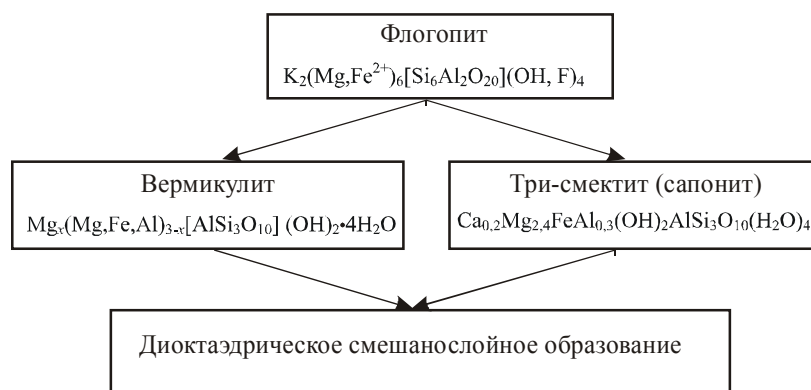 Флогопит
K₂(Mg,Fe²⁺)₆[Si₆Al₂O₂₀](OH, F)₄
Вермикулит
Mgₓ(Mg,Fe,Al)₃₋ₓ[AlSi₃O₁₀] (OH)₂•4H₂O
Три-смектит (сапонит)
Ca₀,₂Mg₂,₄FeAl₀,₃(OH)₂AlSi₃O₁₀(H₂O)₄
Диоктаэдрическое смешанослойное образование